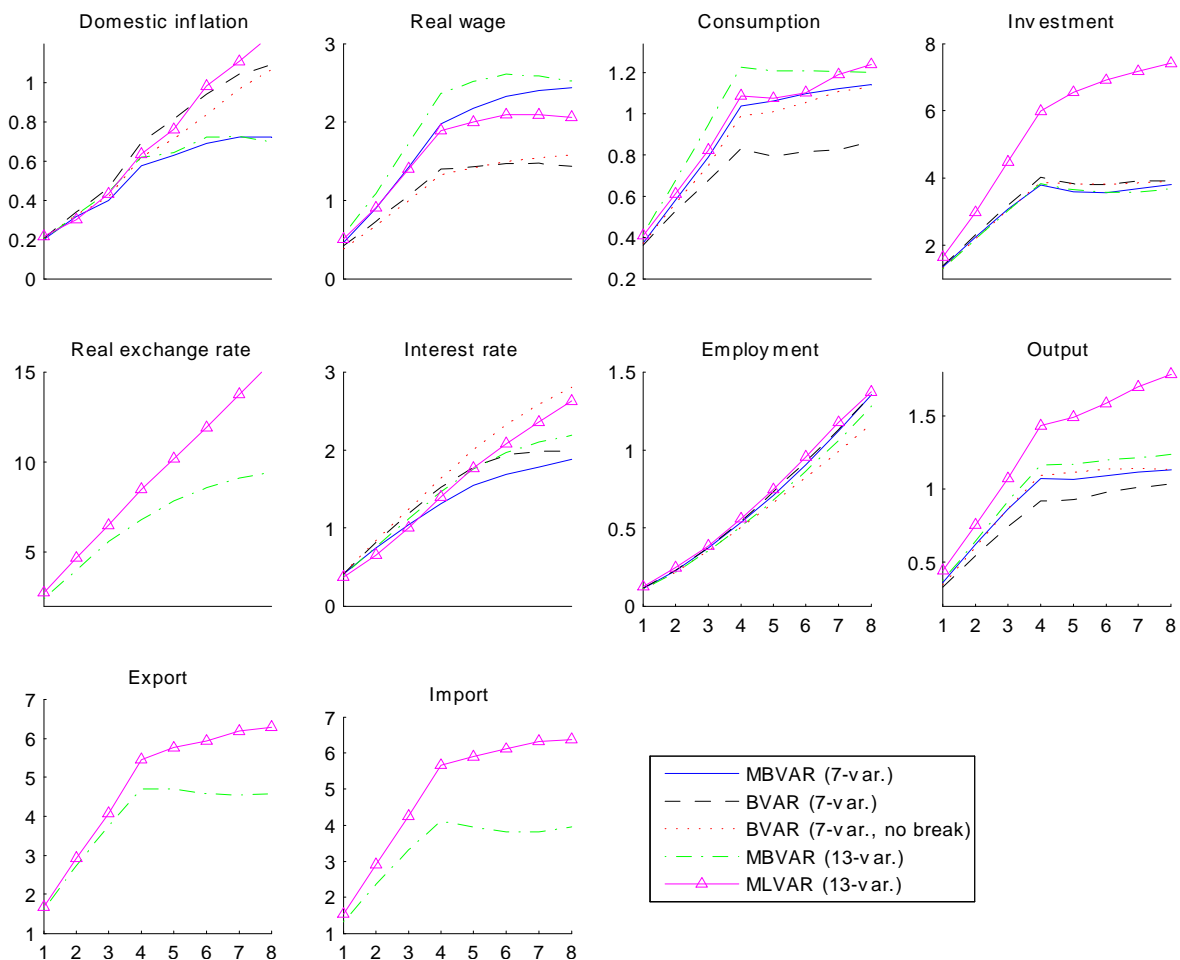 Domestic inflation
Real wage
Consumption
Investment
1
0.8
0.6
0.4
0.2
0
3
2
1
0
1.2
1
0.8
0.6
0.4
0.2
8
6
4
2
Real exchange rate
Interest rate
Employment
Output
15
10
5
3
2
1
0
1.5
1
0.5
0
1 2 3 4 5 6 7 8
1.5
1
0.5
1 2 3 4 5 6 7 8
Export
Import
7
6
5
4
3
2
1
1 2 3 4 5 6 7 8
7
6
5
4
3
2
1
1 2 3 4 5 6 7 8
MBVAR (7-var.)
BVAR (7-var.)
BVAR (7-var., no break)
MBVAR (13-var.)
MLVAR (13-var.)